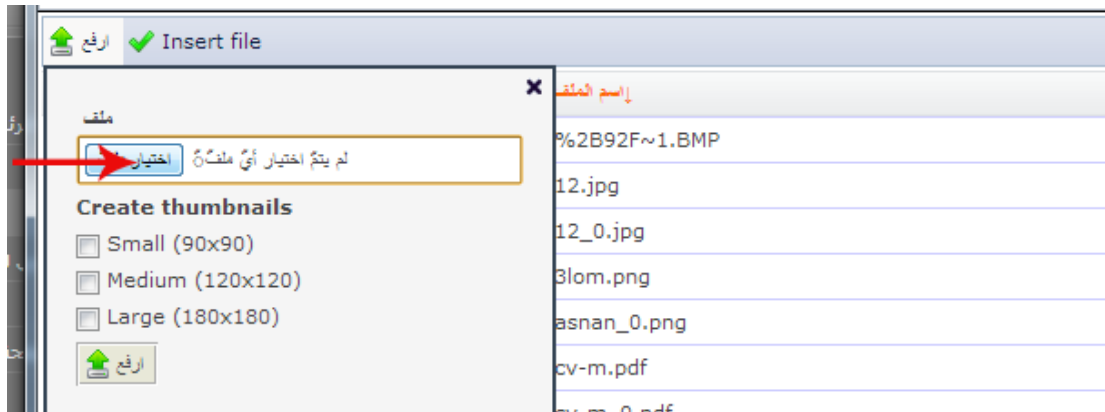 ارفع Insert file
اسم الملف↓
ملف
اختيار لم يتمّ اختيار أيّ ملفّ
%2B92F~1.BMP
12.jpg
Create thumbnails
12_0.jpg
Small (90x90)
3lom.png
Medium (120x120)
Large (180x180)
asnan_0.png
ارفع
cv-m.pdf